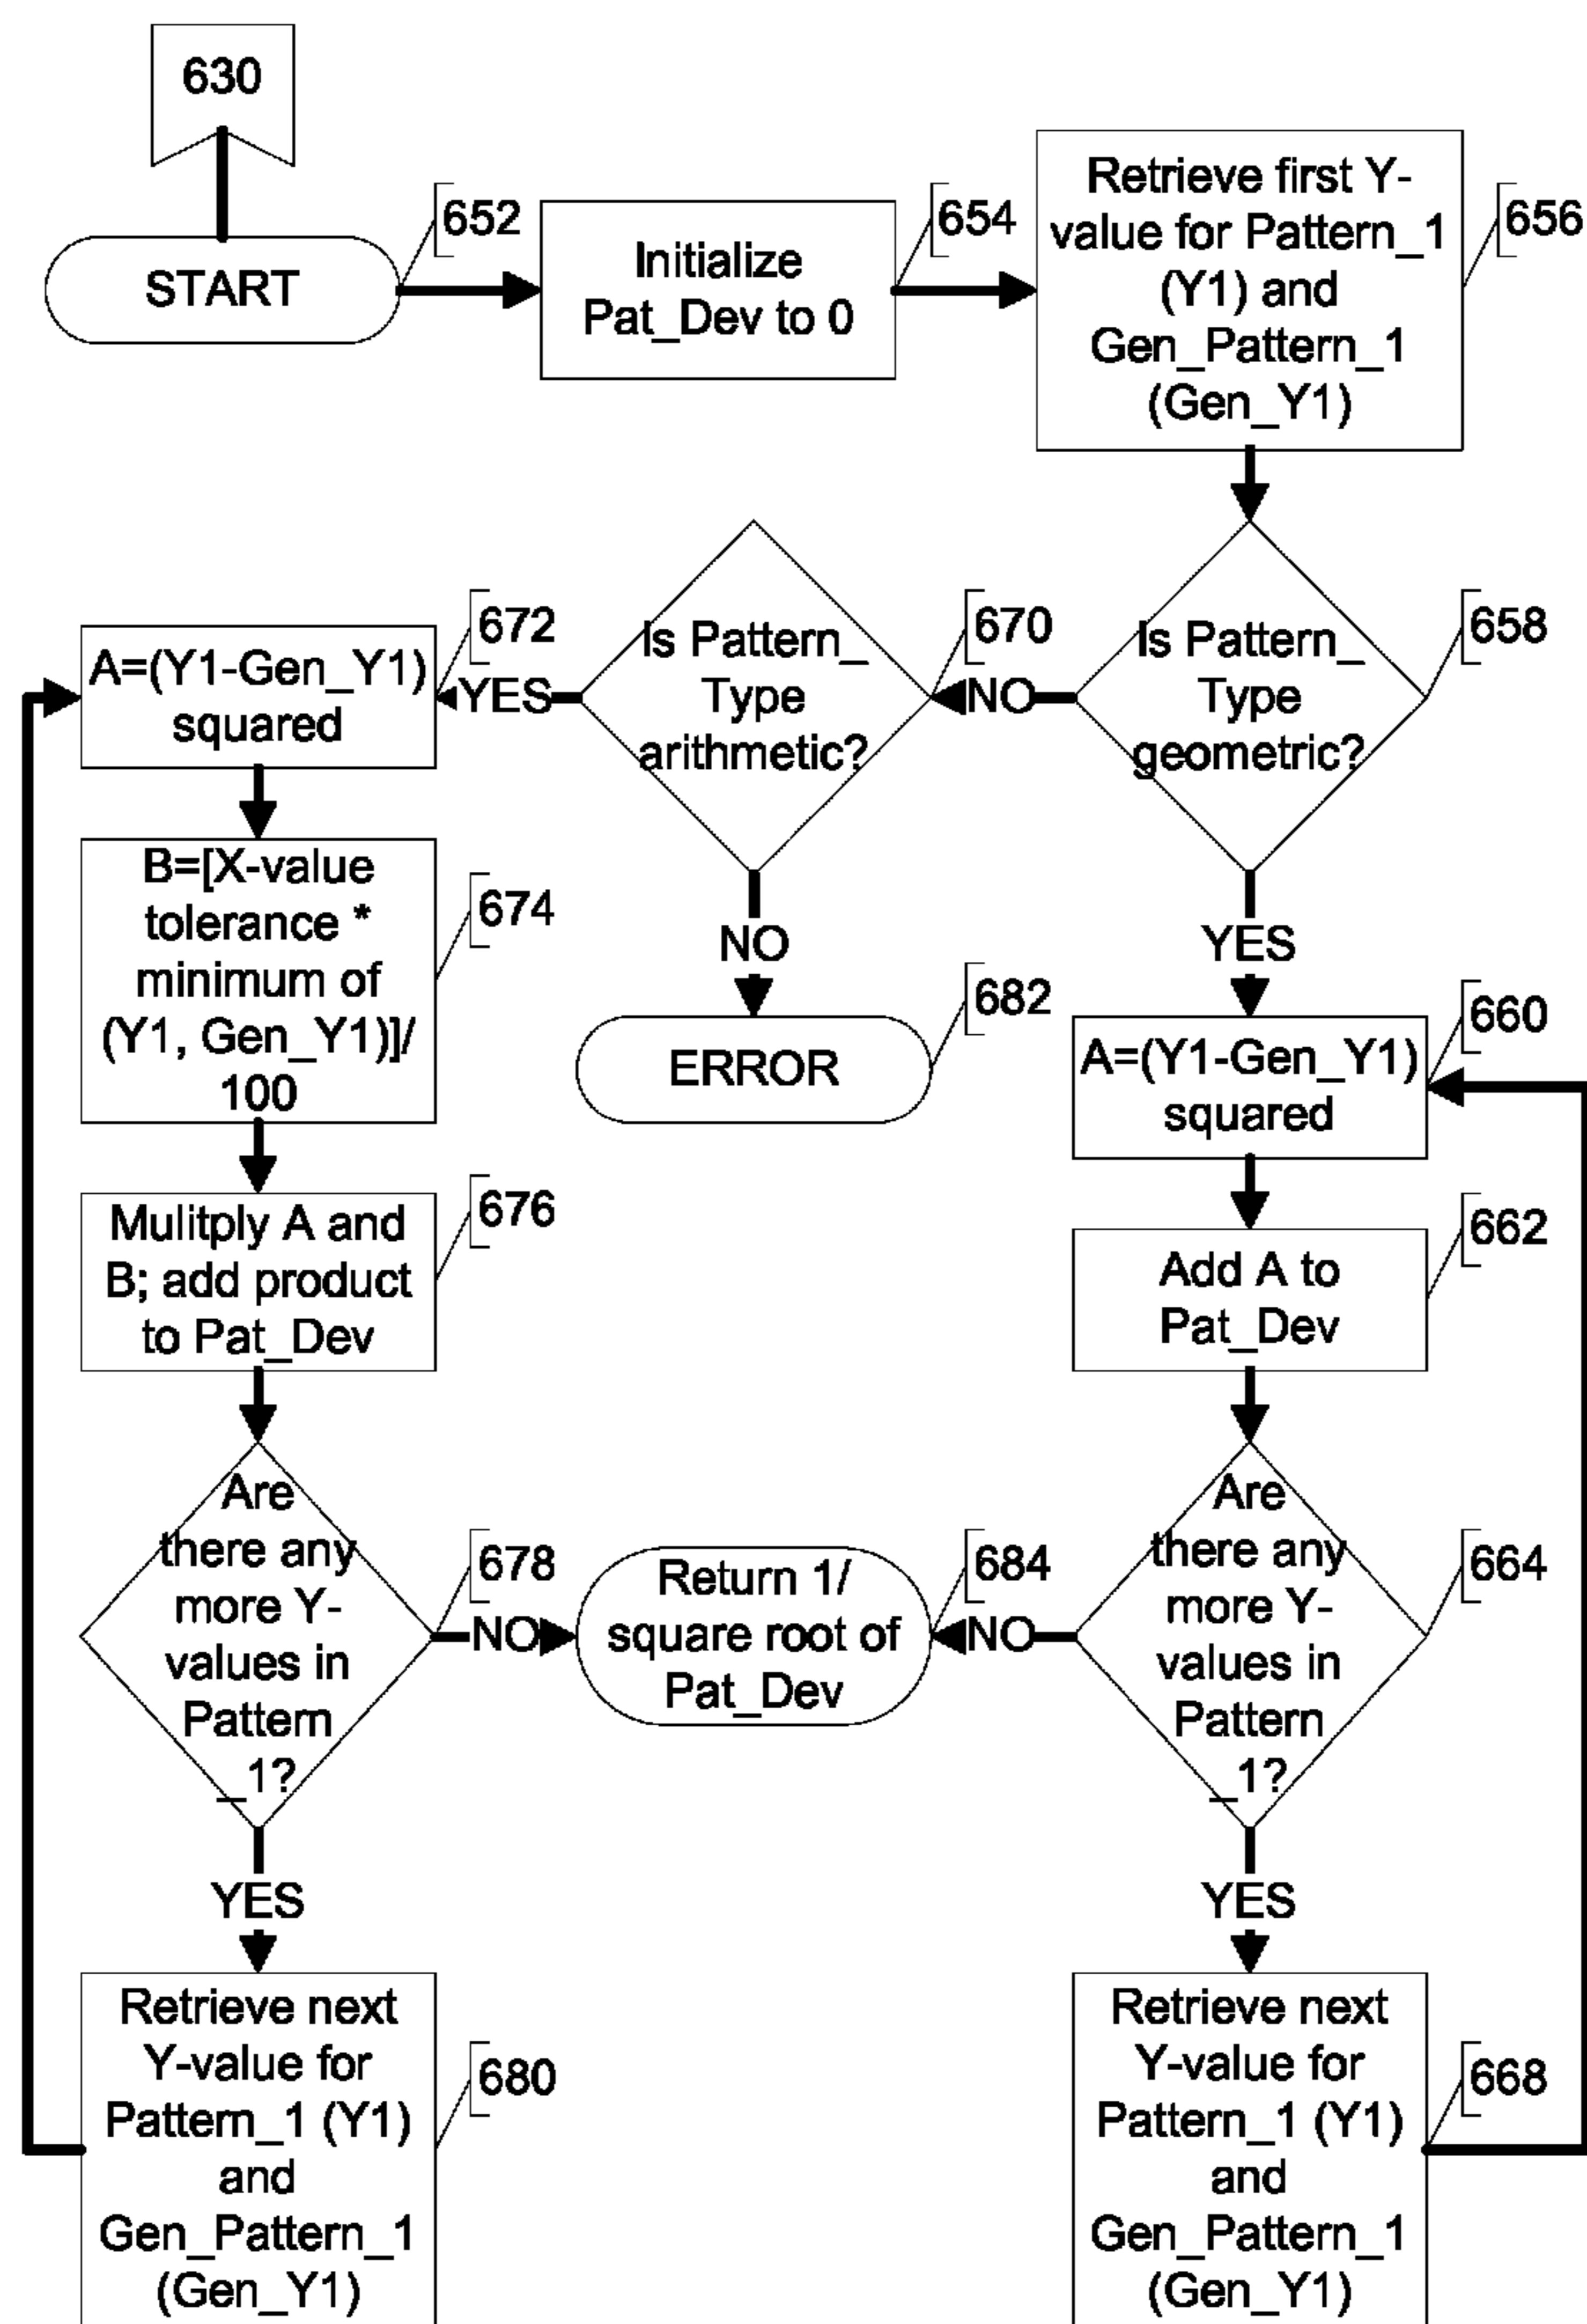 630
START
652
Initialize
Pat_Dev to 0
654
Retrieve first Y-
value for Pattern_1
(Y1) and
Gen_Pattern_1
(Gen_Y1)
656
Is Pattern_
Type
geometric?
658
NO
YES
Is Pattern_
Type
arithmetic?
670
YES
NO
ERROR
682
A=(Y1-Gen_Y1)
squared
672
B=[X-value
tolerance *
minimum of
(Y1, Gen_Y1)]/
100
674
Mulitply A and
B; add product
to Pat_Dev
676
Are
there any
more Y-
values in
Pattern
_1?
678
NO
YES
Retrieve next
Y-value for
Pattern_1 (Y1)
and
Gen_Pattern_1
(Gen_Y1)
680
Return 1/
square root of
Pat_Dev
684
A=(Y1-Gen_Y1)
squared
660
Add A to
Pat_Dev
662
Are
there any
more Y-
values in
Pattern
_1?
664
NO
YES
Retrieve next
Y-value for
Pattern_1 (Y1)
and
Gen_Pattern_1
(Gen_Y1)
668